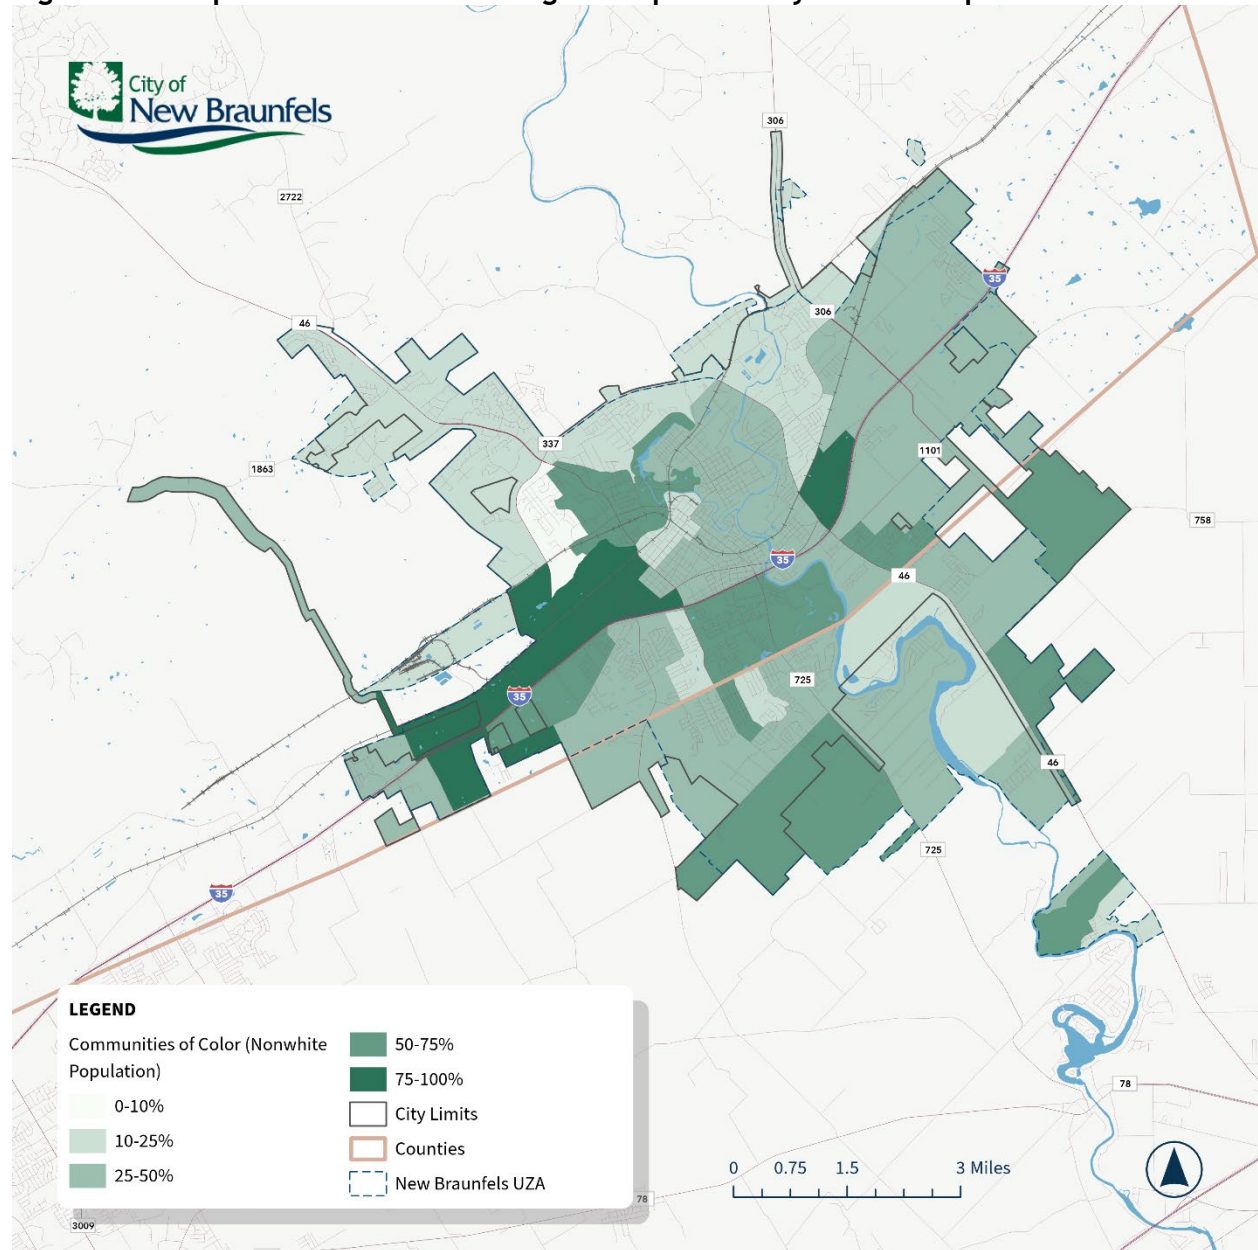 City of
New Braunfels
306
2722
35
46
306
337
1101
1863
758
35
46
725
35
46
725
35
LEGEND
Communities of Color (Nonwhite
Population)
0-10%
10-25%
25-50%
50-75%
75-100%
City Limits
Counties
New Braunfels UZA
78
0 0.75 1.5 3 Miles
78
3009